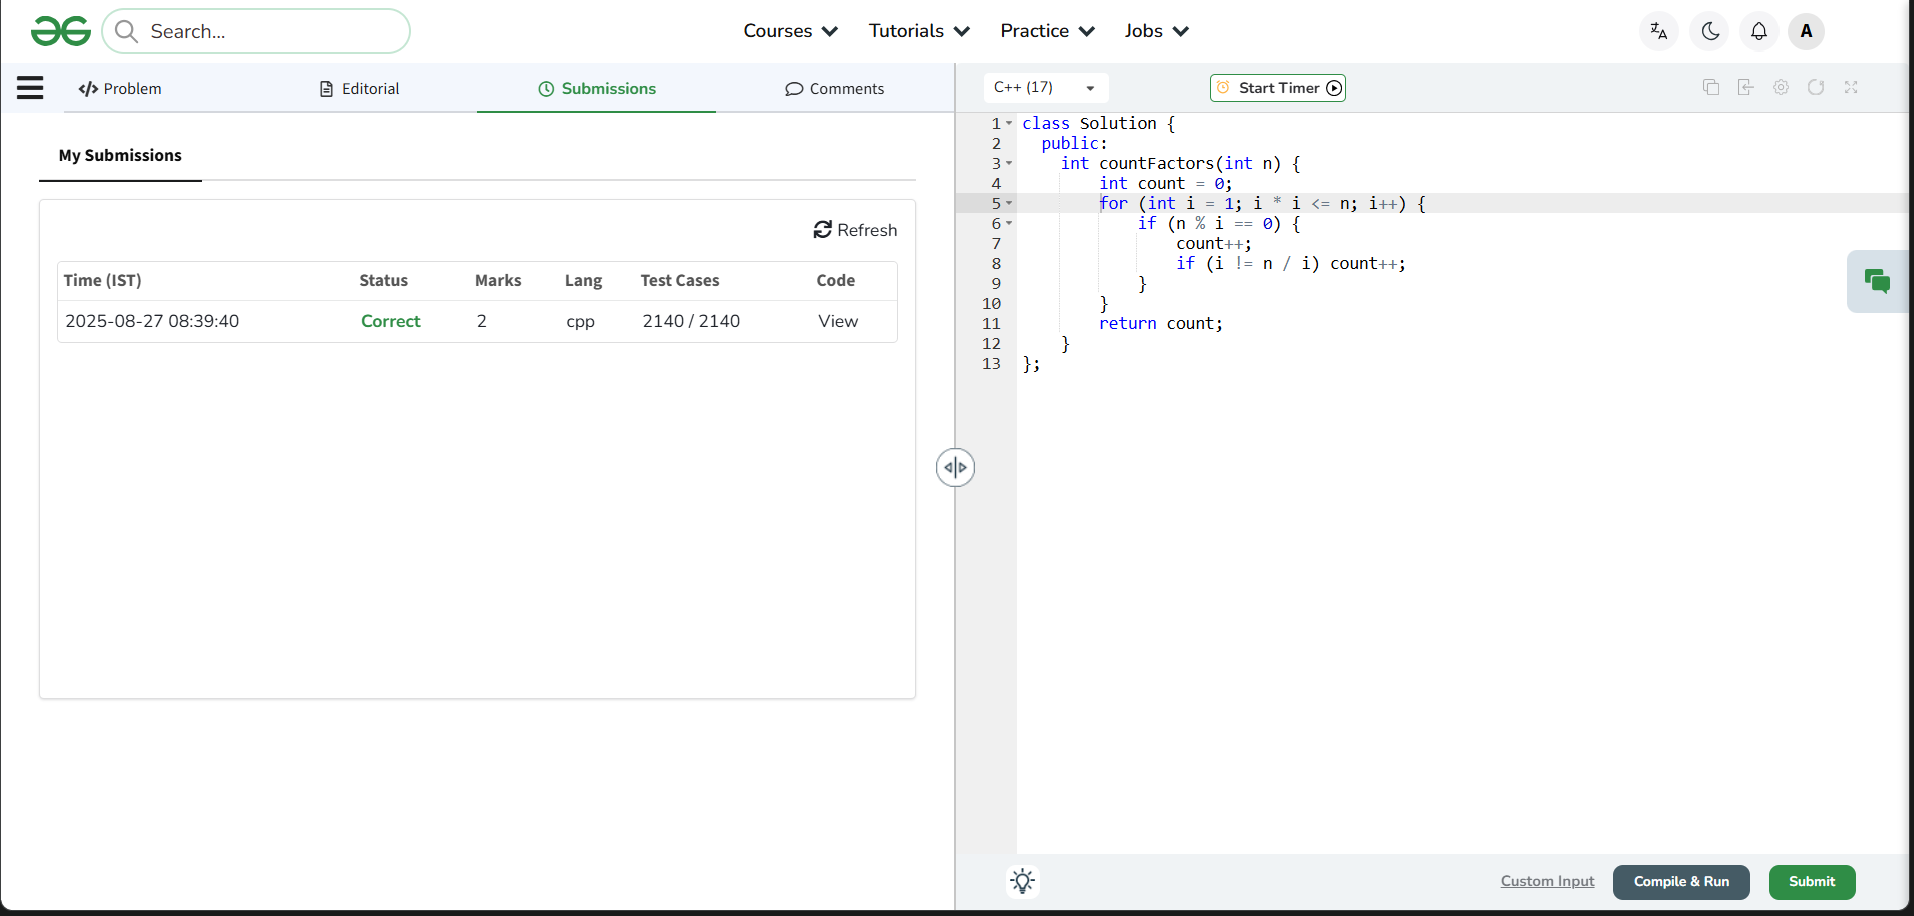 Search...
Courses Tutorials Practice Jobs
A
Problem Editorial Submissions Comments
My Submissions
Refresh
Time (IST) Status Marks Lang Test Cases Code
2025-08-27 08:39:40 Correct 2 cpp 2140 / 2140 View
C++ (17) Start Timer
1 class Solution {
2 public:
3 int countFactors(int n) {
4 int count = 0;
5 for (int i = 1; i * i <= n; i++) {
6 if (n % i == 0) {
7 count++;
8 if (i != n / i) count++;
9 }
10 }
11 return count;
12 }
13 };
Custom Input Compile & Run Submit